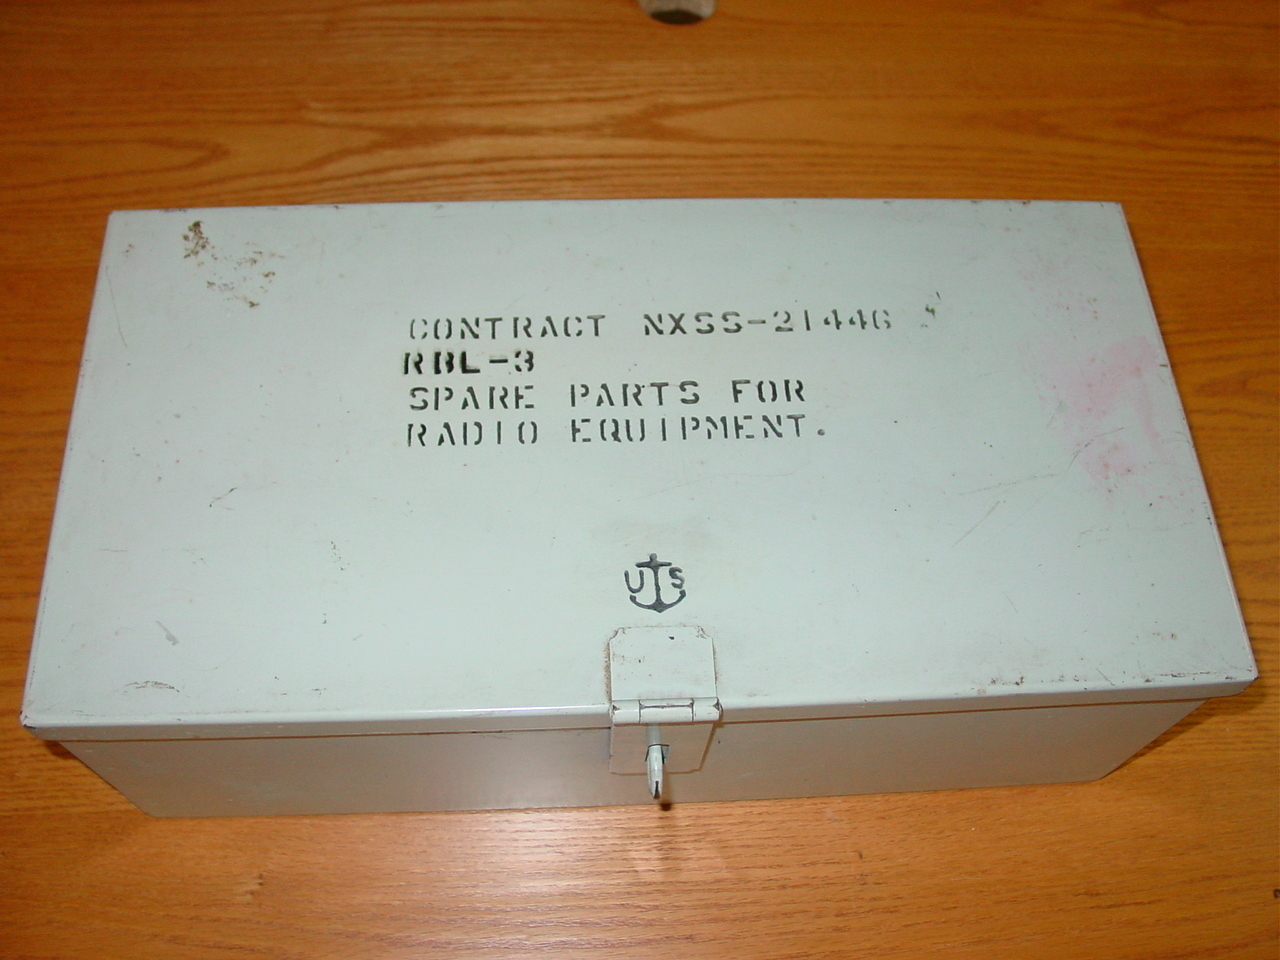 CONTRACT NXSS-21446
RBL-3
SPARE PARTS FOR
RADIO EQUIPMENT.
U S